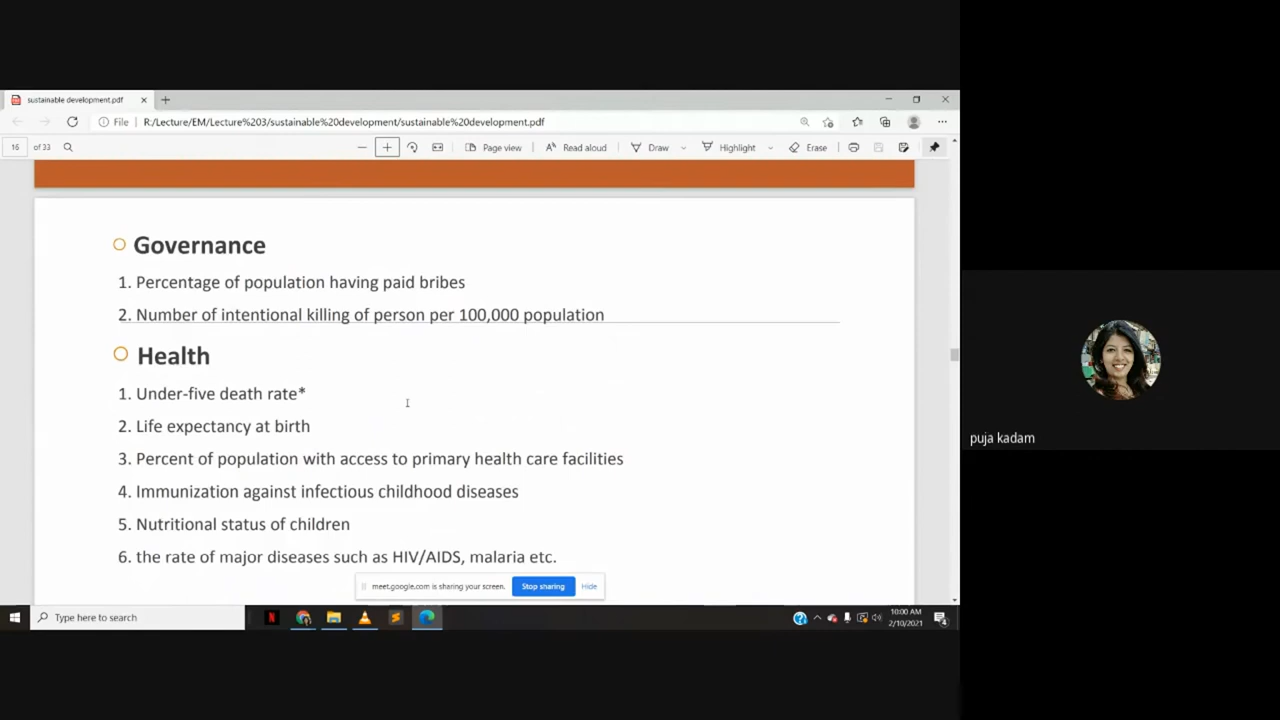 sustainable development.pdf
File
R:/Lecture/EM/Lecture%203/sustainable%20development/sustainable%20development.pdf
16 of 33
Page view
Read aloud
Draw
Highlight
Erase
Governance
1. Percentage of population having paid bribes
2. Number of intentional killing of person per 100,000 population
Health
1. Under-five death rate*
2. Life expectancy at birth
3. Percent of population with access to primary health care facilities
4. Immunization against infectious childhood diseases
5. Nutritional status of children
6. the rate of major diseases such as HIV/AIDS, malaria etc.
meet.google.com is sharing your screen.
Stop sharing
Hide
Type here to search
10:00 AM
2/10/2021
4
puja kadam